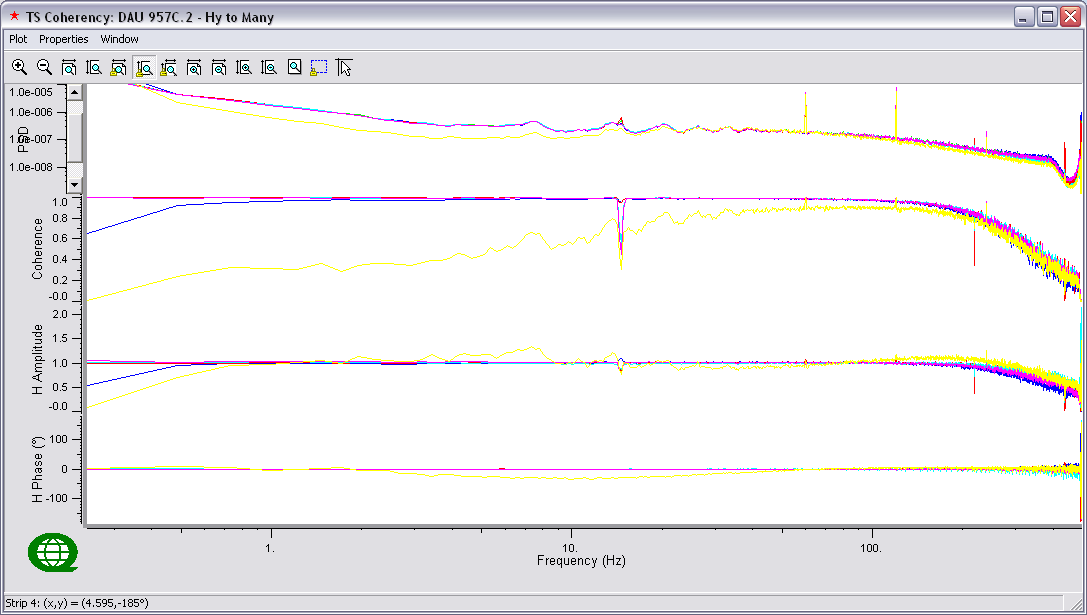 TS Coherency: DAU 957C.2 - Hy to Many
Plot Properties Window
1.0e-005
1.0e-006
1.0e-007
1.0e-008
PSD
1.0
0.8
0.6
0.4
0.2
-0.0
Coherence
2.0
1.5
1.0
0.5
-0.0
H Amplitude
100
0
-100
H Phase (°)
1. 10. 100.
Frequency (Hz)
Strip 4: (x,y) = (4.595,-185°)